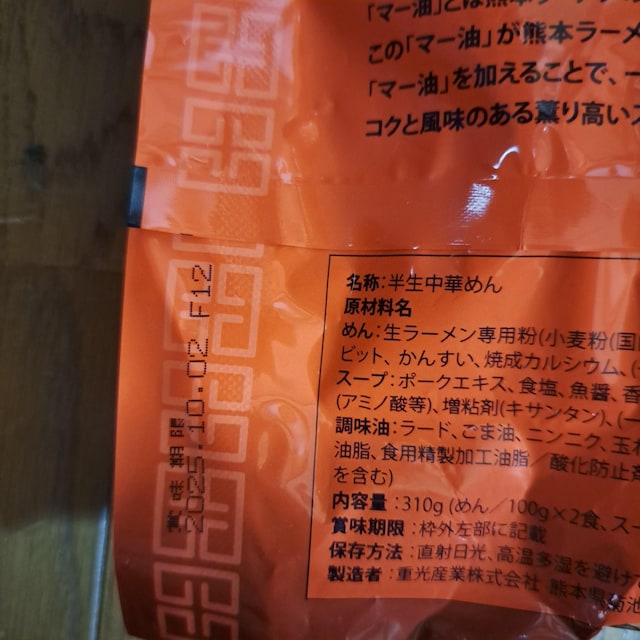 「マー油」とは熊本
この「マー油」が熊本ラーメ
「マー油」を加えることで、一
コクと風味のある薫り高いス
賞味期限
2025.10.02 F12
名称:半生中華めん
原材料名
めん:生ラーメン専用粉(小麦粉(国
ビット、かんすい、焼成カルシウム、(一
スープ:ポークエキス、食塩、魚醤、香
(アミノ酸等)、増粘剤(キサンタン)、(一
調味油:ラード、ごま油、ニンニク、玉ね
油脂、食用精製加工油脂/酸化防止剤
を含む)
内容量:310g (めん/100g×2食、スー
賞味期限:枠外左部に記載
保存方法:直射日光、高温多湿を避け
製造者:重光産業株式会社 熊本県菊池